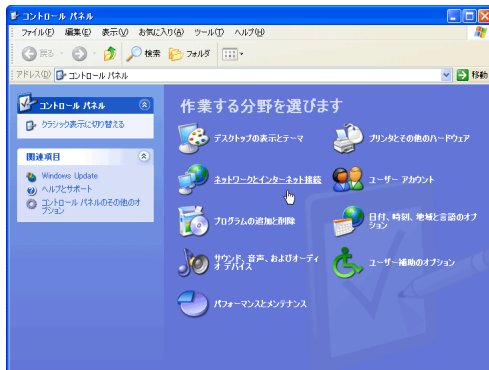 コントロール パネル
ファイル(F) 編集(E) 表示(V) お気に入り(A) ツール(T) ヘルプ(H)
戻る 検索 フォルダ
アドレス(D) コントロール パネル 移動
コントロール パネル
クラシック表示に切り替える
関連項目
Windows Update
ヘルプとサポート
コントロール パネルのその他のオ
プション
作業する分野を選びます
デスクトップの表示とテーマ
プリンタとその他のハードウェア
ネットワークとインターネット接続
ユーザー アカウント
プログラムの追加と削除
日付、時刻、地域と言語のオプ
ション
サウンド、音声、およびオーディ
オ デバイス
ユーザー補助のオプション
パフォーマンスとメンテナンス